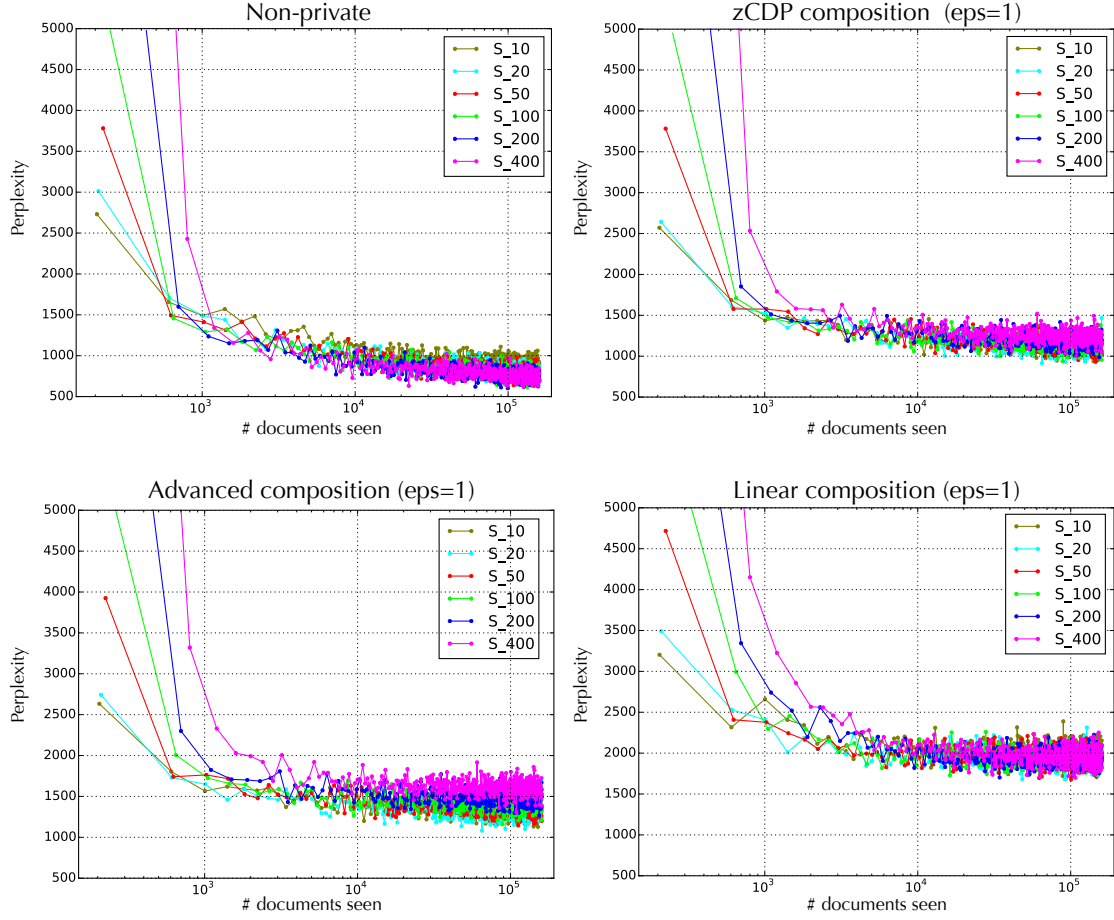 Non-private
5000
4500
4000
3500
3000
2500
2000
1500
1000
500
Perplexity
S_10
S_20
S_50
S_100
S_200
S_400
10^3
10^4
10^5
# documents seen
zCDP composition (eps=1)
5000
4500
4000
3500
3000
2500
2000
1500
1000
500
Perplexity
S_10
S_20
S_50
S_100
S_200
S_400
10^3
10^4
10^5
# documents seen
Advanced composition (eps=1)
5000
4500
4000
3500
3000
2500
2000
1500
1000
500
Perplexity
S_10
S_20
S_50
S_100
S_200
S_400
10^3
10^4
10^5
# documents seen
Linear composition (eps=1)
5000
4500
4000
3500
3000
2500
2000
1500
1000
500
Perplexity
S_10
S_20
S_50
S_100
S_200
S_400
10^3
10^4
10^5
# documents seen